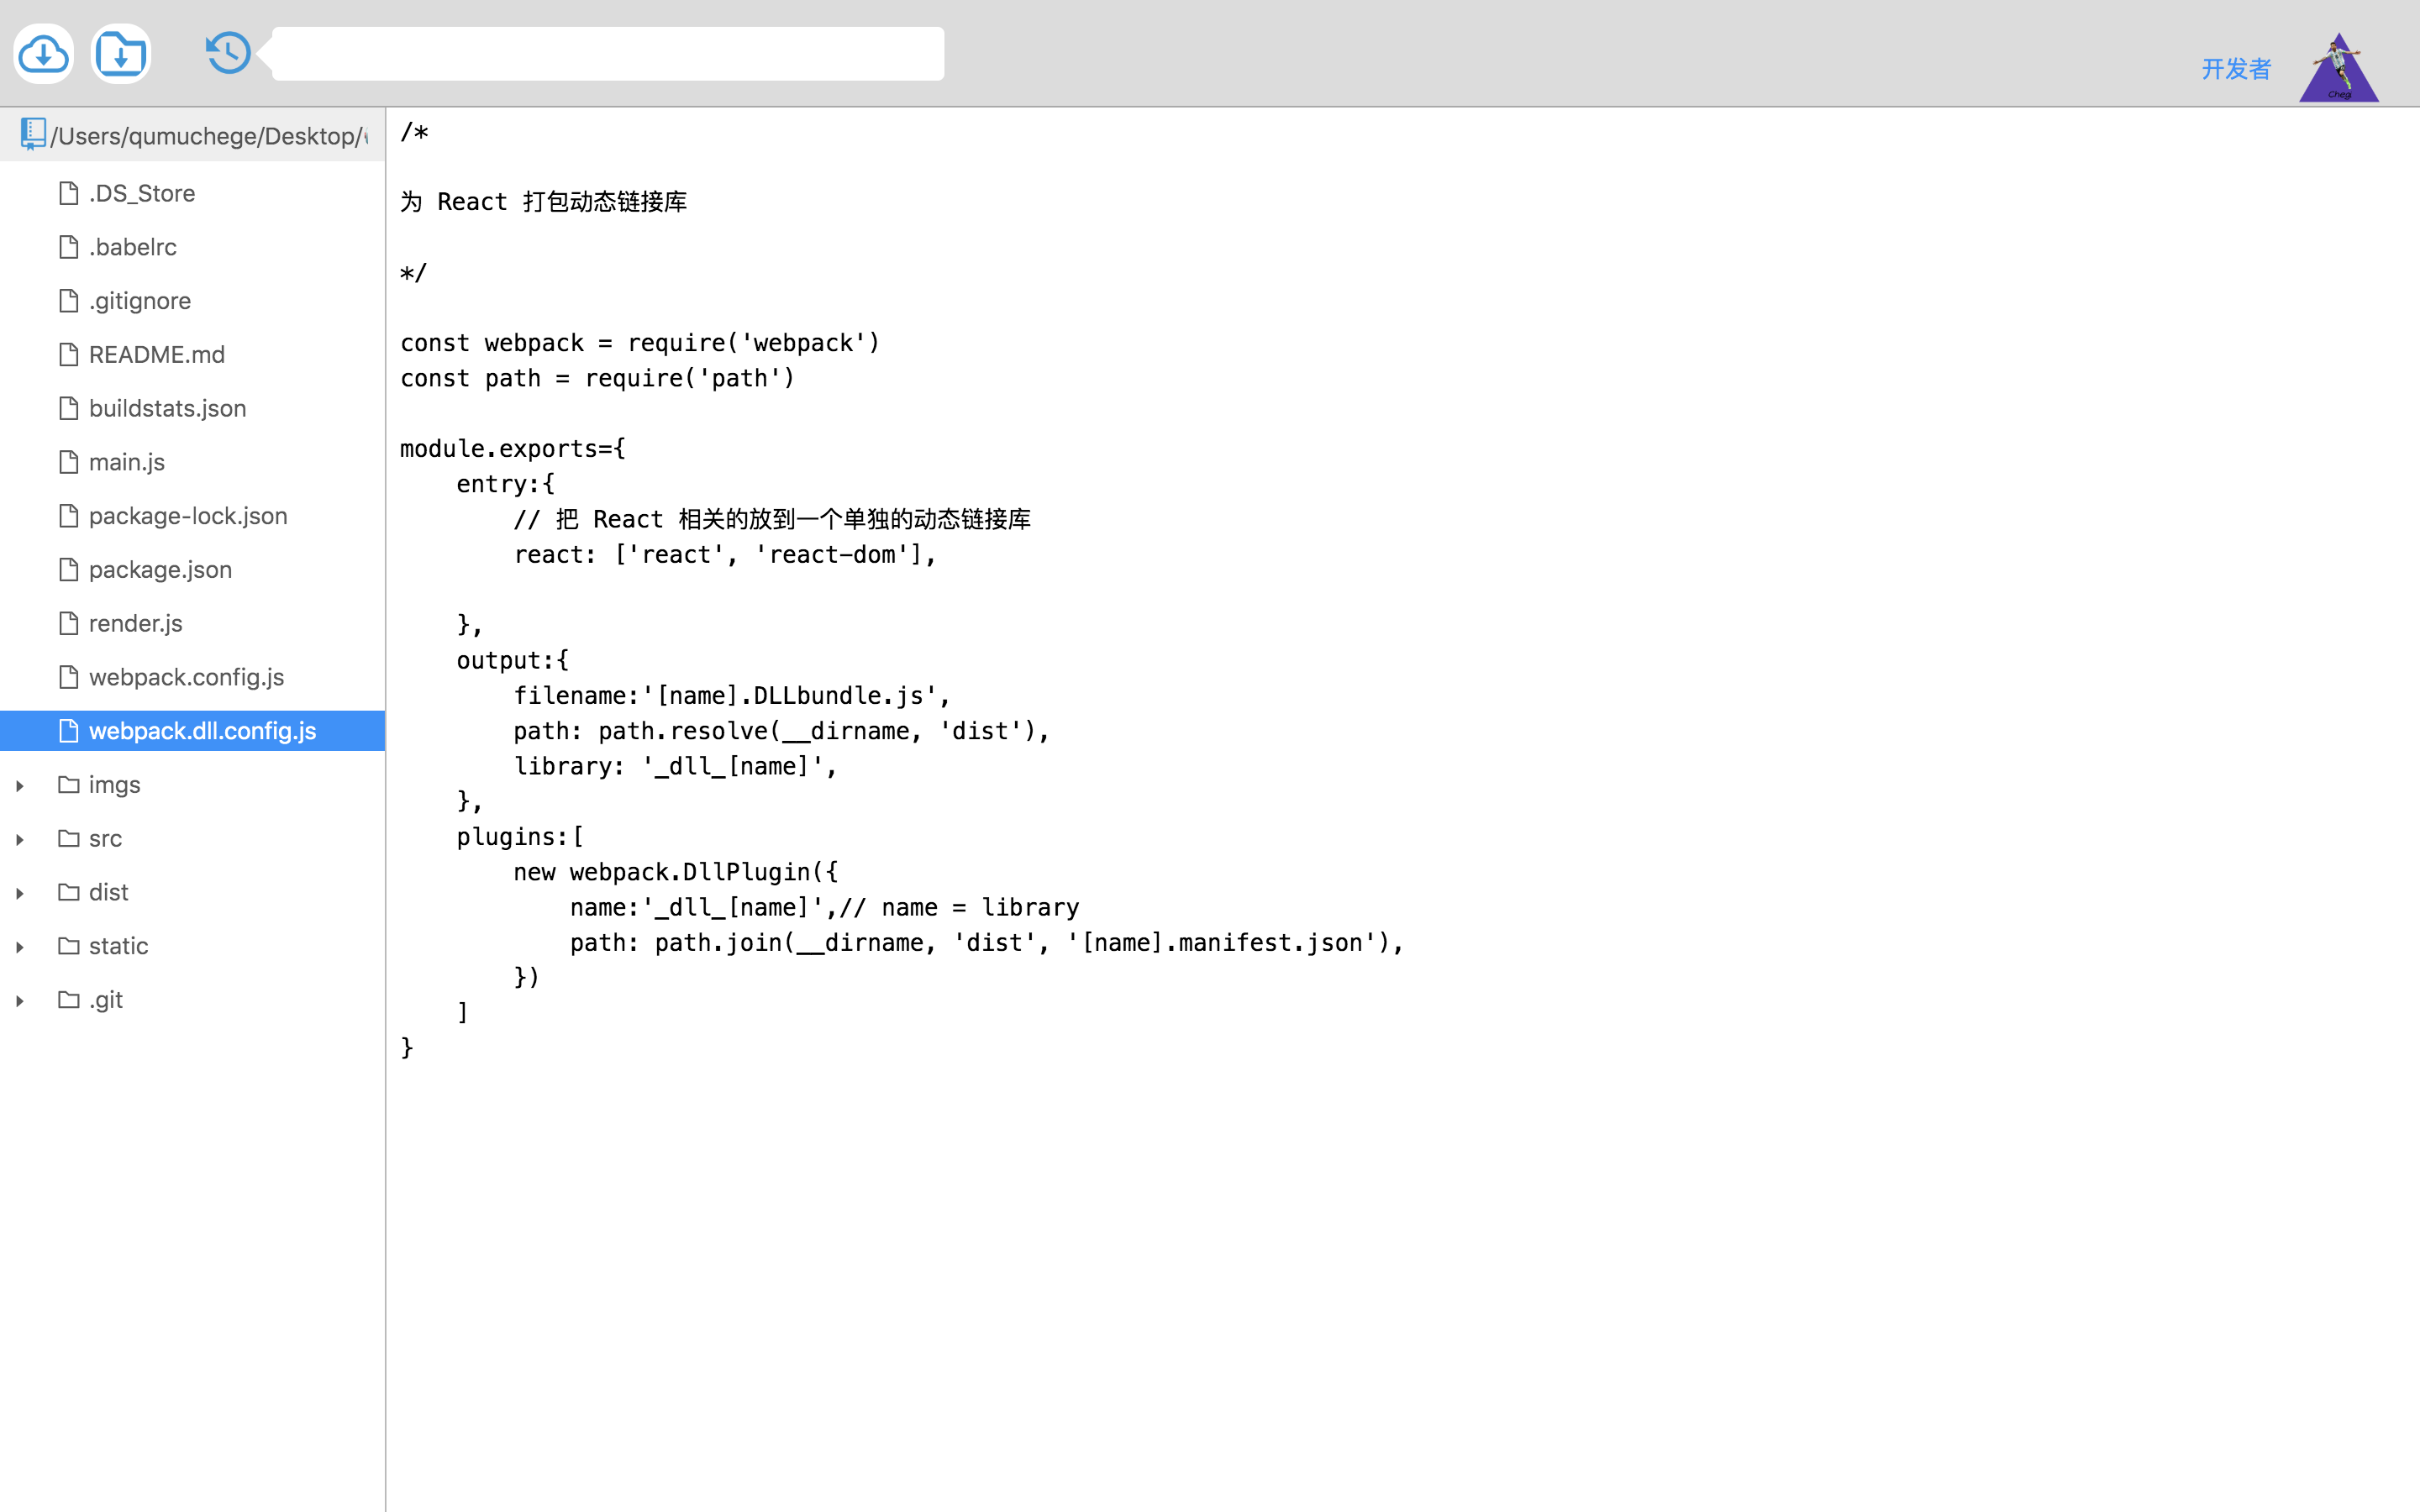 开发者
Chegj
/Users/qumuchege/Desktop/
.DS_Store
.babelrc
.gitignore
README.md
buildstats.json
main.js
package-lock.json
package.json
render.js
webpack.config.js
webpack.dll.config.js
imgs
src
dist
static
.git
/*
为 React 打包动态链接库
*/
const webpack = require('webpack')
const path = require('path')
module.exports={
    entry:{
        // 把 React 相关的放到一个单独的动态链接库
        react: ['react', 'react-dom'],
    },
    output:{
        filename:'[name].DLLbundle.js',
        path: path.resolve(__dirname, 'dist'),
        library: '_dll_[name]',
    },
    plugins:[
        new webpack.DllPlugin({
            name:'_dll_[name]',// name = library
            path: path.join(__dirname, 'dist', '[name].manifest.json'),
        })
    ]
}